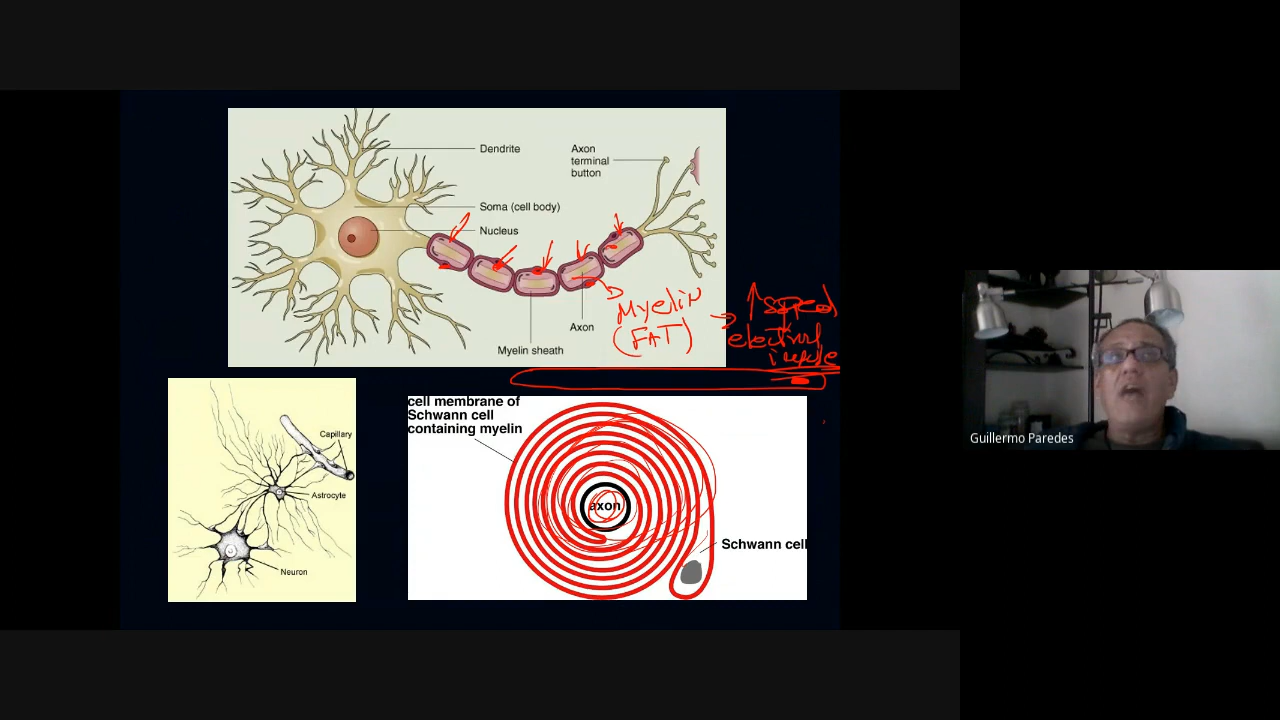 Dendrite
Axon
terminal
button
Soma (cell body)
Nucleus
Axon
Myelin sheath
Myelin
(FAT)
speed
electrical
cell membrane of
Schwann cell
containing myelin
axon
Schwann cell
Capillary
Astrocyte
Neuron
Guillermo Paredes